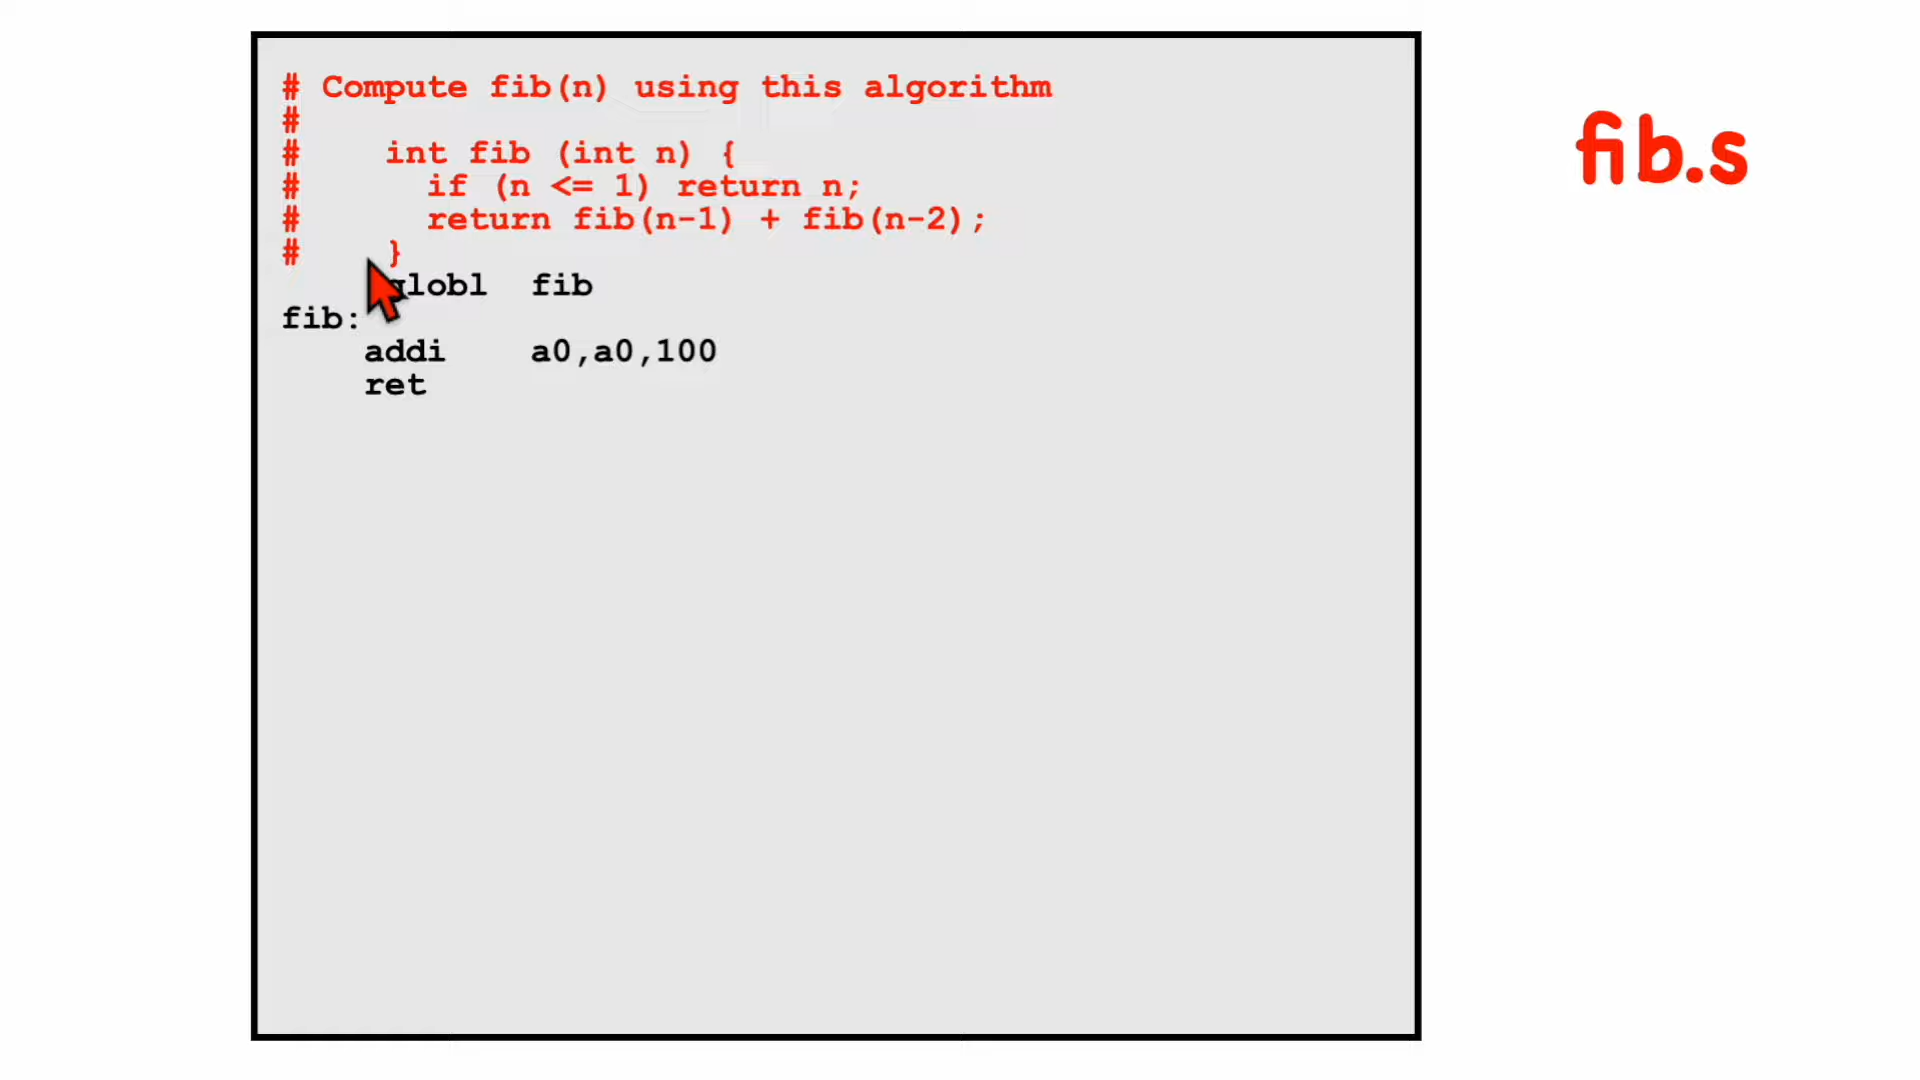 # Compute fib(n) using this algorithm
#
#     int fib (int n) {
#       if (n <= 1) return n;
#       return fib(n-1) + fib(n-2);
#     }
globl fib
fib:
    addi    a0,a0,100
    ret
fib.s